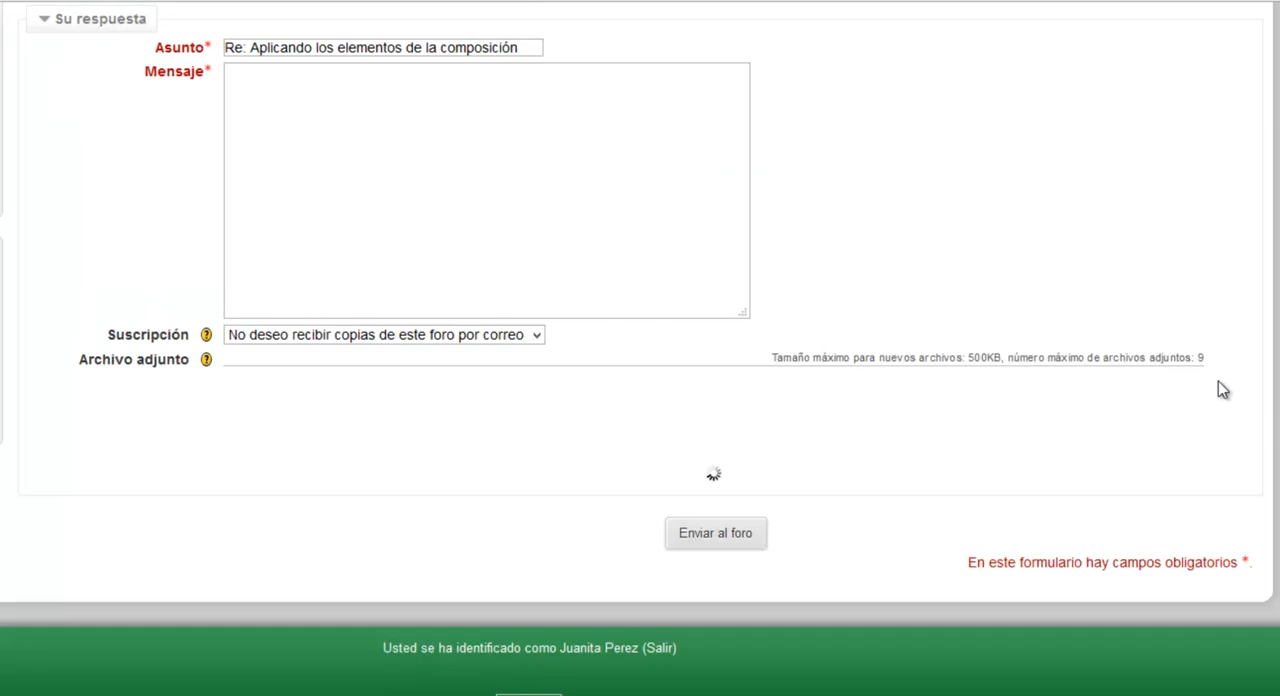 Su respuesta
Asunto*
Re: Aplicando los elementos de la composición
Mensaje*
Suscripción
No deseo recibir copias de este foro por correo
Archivo adjunto
Tamaño máximo para nuevos archivos: 500KB, número máximo de archivos adjuntos: 9
Enviar al foro
En este formulario hay campos obligatorios *.
Usted se ha identificado como Juanita Perez (Salir)